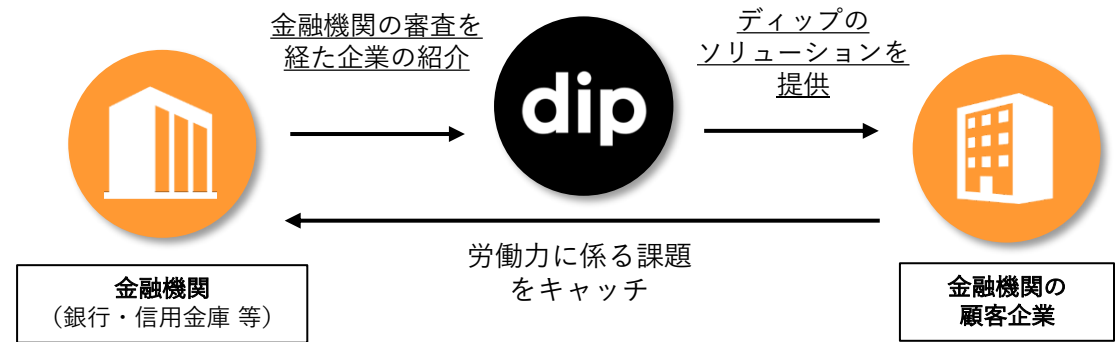 金融機関の審査を
経た企業の紹介
dip
ディップの
ソリューションを
提供
労働力に係る課題
をキャッチ
金融機関
（銀行・信用金庫 等）
金融機関の
顧客企業